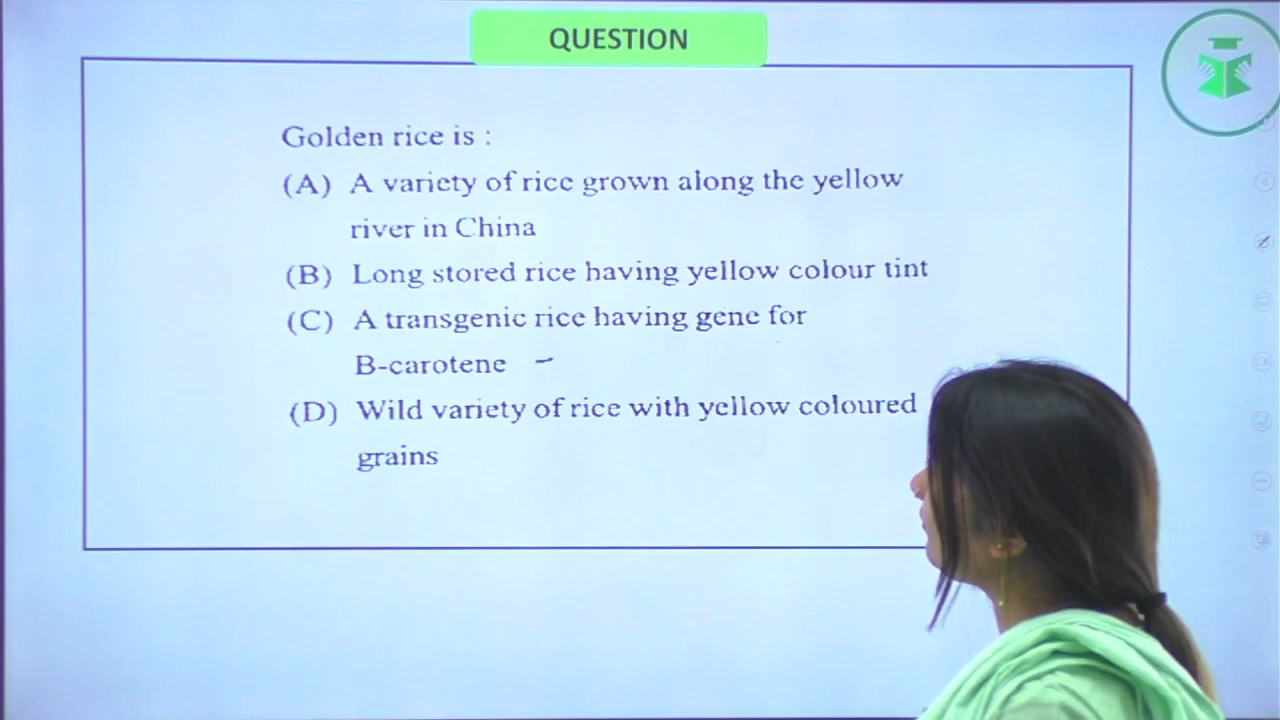 QUESTION
Golden rice is :
(A) A variety of rice grown along the yellow
river in China
(B) Long stored rice having yellow colour tint
(C) A transgenic rice having gene for
B-carotene
(D) Wild variety of rice with yellow coloured
grains